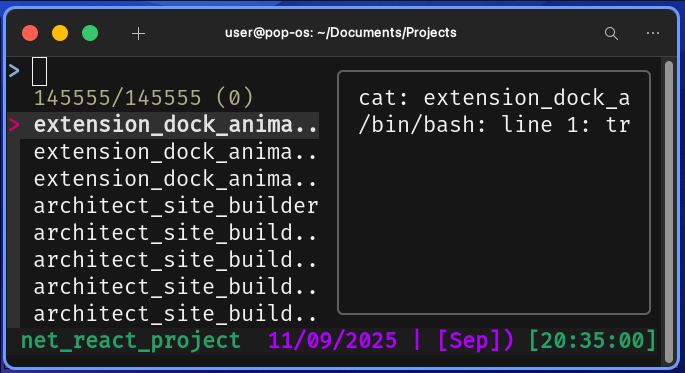 user@pop-os: ~/Documents/Projects
>
145555/145555 (0)
> extension_dock_anima..
extension_dock_anima..
extension_dock_anima..
architect_site_builder
architect_site_build..
architect_site_build..
architect_site_build..
architect_site_build..
cat: extension_dock_a
/bin/bash: line 1: tr
net_react_project 11/09/2025 | [Sep]) [20:35:00]